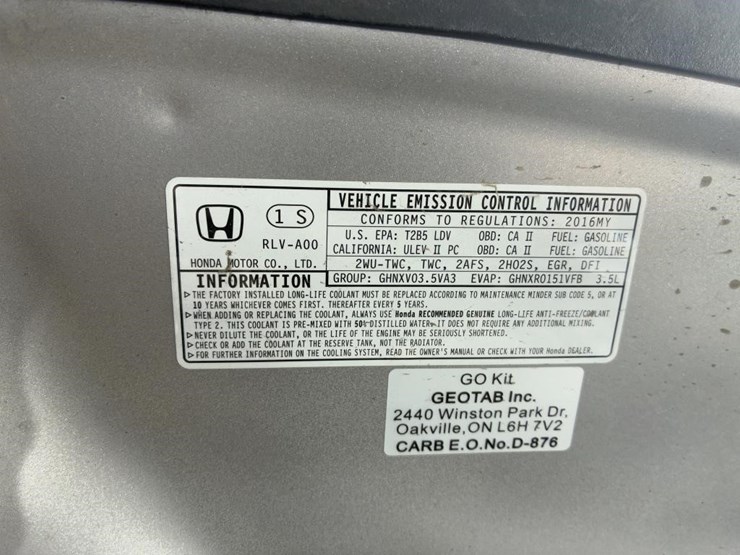 1 S
RLV-A00
HONDA MOTOR CO., LTD.
VEHICLE EMISSION CONTROL INFORMATION
CONFORMS TO REGULATIONS: 2016MY
U.S. EPA: T2B5 LDV OBD: CA II FUEL: GASOLINE
CALIFORNIA: ULEV II PC OBD: CA II FUEL: GASOLINE
2WU-TWC, TWC, 2AFS, 2HO2S, EGR, DFI
GROUP: GHNXV03.5VA3 EVAP: GHNXR0151VFB 3.5L
INFORMATION
▷THE FACTORY INSTALLED LONG-LIFE COOLANT MUST BE REPLACED ACCORDING TO MAINTENANCE MINDER SUB CODE 5, OR AT
10 YEARS WHICHEVER COMES FIRST. THEREAFTER EVERY 5 YEARS.
▷WHEN ADDING OR REPLACING THE COOLANT, ALWAYS USE Honda RECOMMENDED GENUINE LONG-LIFE ANTI-FREEZE/COOLANT
TYPE 2. THIS COOLANT IS PRE-MIXED WITH 50% DISTILLED WATER. IT DOES NOT REQUIRE ANY ADDITIONAL MIXING.
▷NEVER DILUTE THE COOLANT, OR THE LIFE OF THE ENGINE MAY BE SERIOUSLY SHORTENED.
▷CHECK OR ADD THE COOLANT AT THE RESERVE TANK, NOT THE RADIATOR.
▷FOR FURTHER INFORMATION ON THE COOLING SYSTEM, READ THE OWNER'S MANUAL OR CHECK WITH YOUR Honda DEALER.
GO Kit
GEOTAB Inc.
2440 Winston Park Dr,
Oakville,ON L6H 7V2
CARB E.O.No.D-876